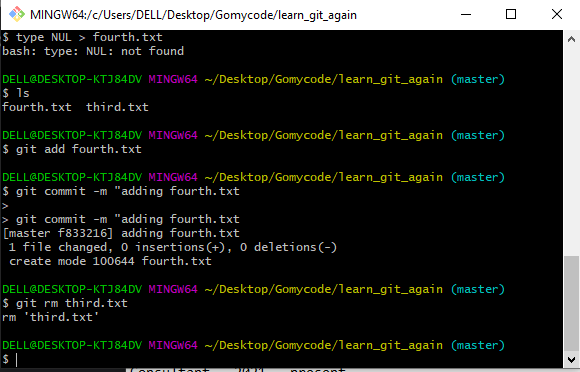 MINGW64:/c/Users/DELL/Desktop/Gomycode/learn_git_again
$ type NUL > fourth.txt
bash: type: NUL: not found
DELL@DESKTOP-KTJ84DV MINGW64 ~/Desktop/Gomycode/learn_git_again (master)
$ ls
fourth.txt  third.txt
DELL@DESKTOP-KTJ84DV MINGW64 ~/Desktop/Gomycode/learn_git_again (master)
$ git add fourth.txt
DELL@DESKTOP-KTJ84DV MINGW64 ~/Desktop/Gomycode/learn_git_again (master)
$ git commit -m "adding fourth.txt
>
> git commit -m "adding fourth.txt
[master f833216] adding fourth.txt
 1 file changed, 0 insertions(+), 0 deletions(-)
 create mode 100644 fourth.txt
DELL@DESKTOP-KTJ84DV MINGW64 ~/Desktop/Gomycode/learn_git_again (master)
$ git rm third.txt
rm 'third.txt'
DELL@DESKTOP-KTJ84DV MINGW64 ~/Desktop/Gomycode/learn_git_again (master)
$